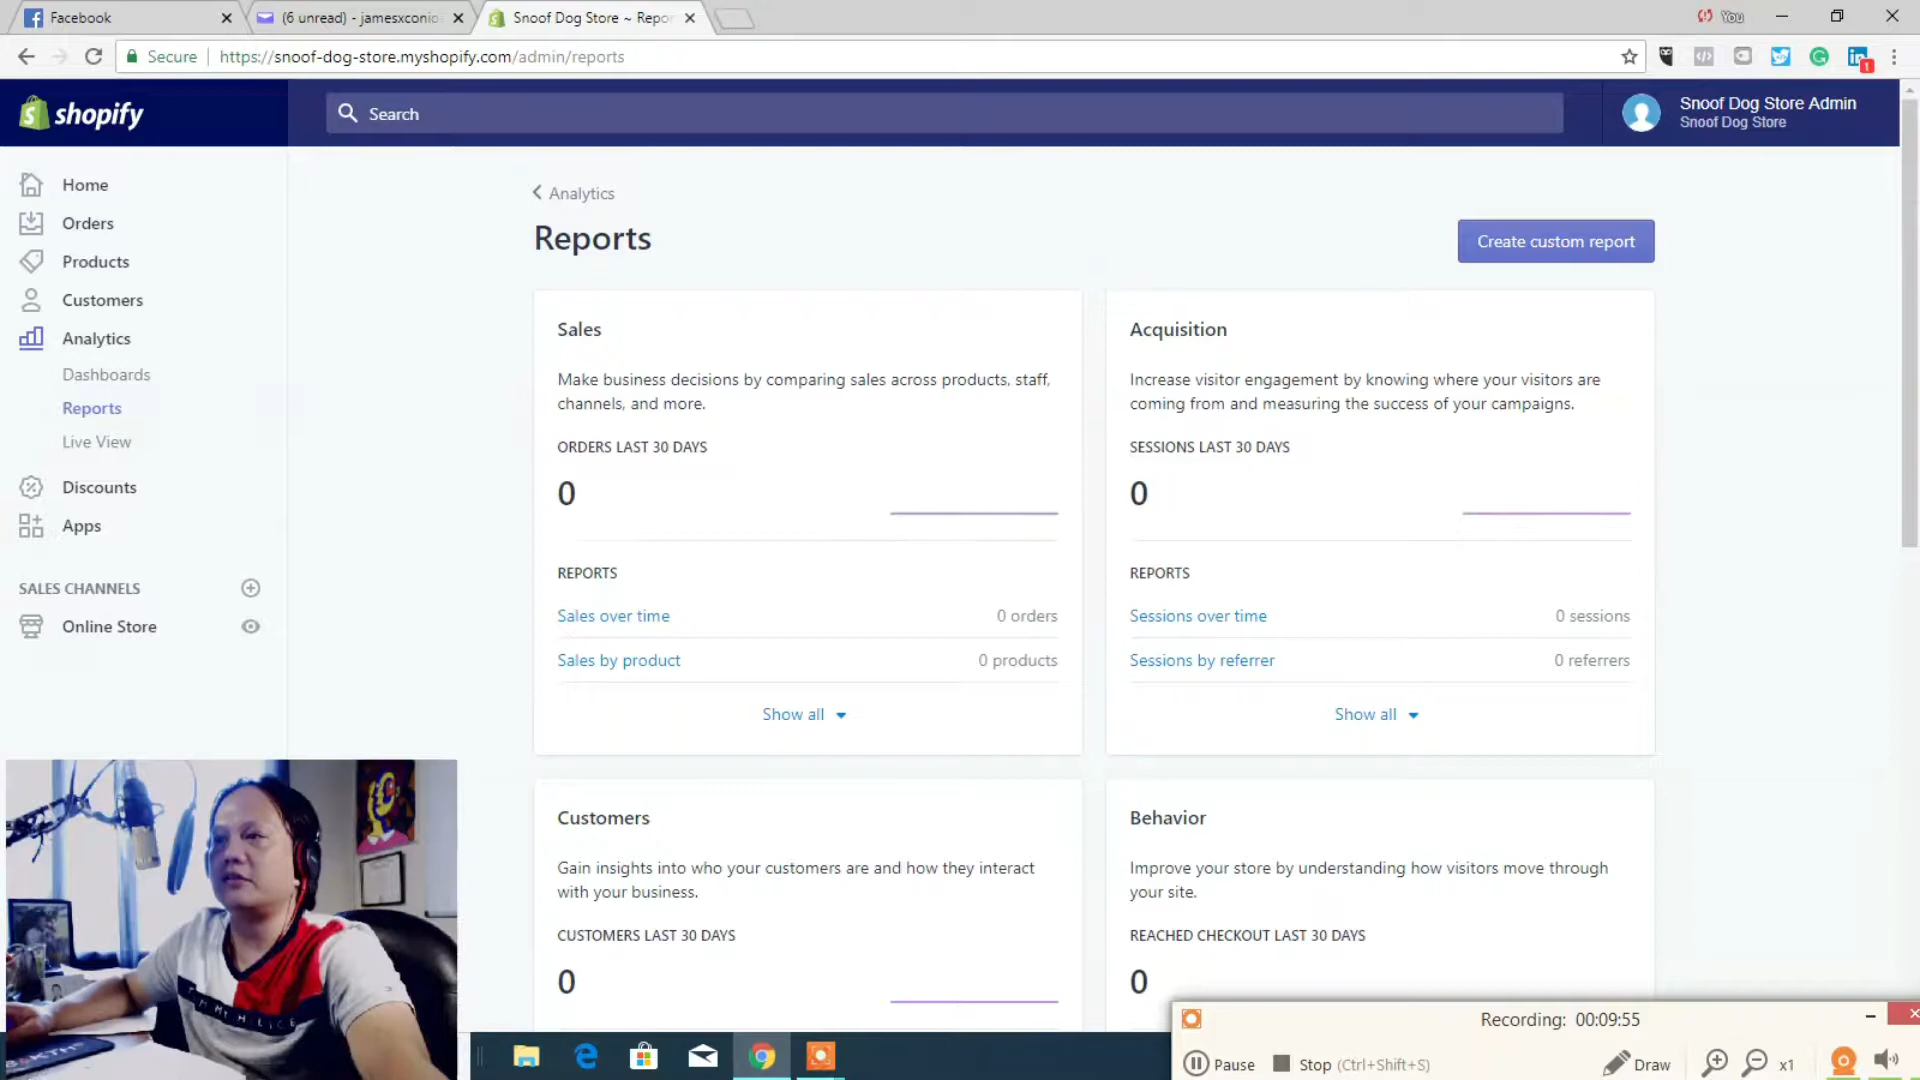 Facebook
(6 unread) - jamesxconio
Snoof Dog Store ~ Repo
You
Secure
https://snoof-dog-store.myshopify.com/admin/reports
1
shopify
Search
Snoof Dog Store Admin
Snoof Dog Store
Home
Orders
Products
Customers
Analytics
Dashboards
Reports
Live View
Discounts
Apps
SALES CHANNELS
Online Store
Analytics
Reports
Create custom report
Sales
Make business decisions by comparing sales across products, staff,
channels, and more.
ORDERS LAST 30 DAYS
0
REPORTS
Sales over time
0 orders
Sales by product
0 products
Show all
Acquisition
Increase visitor engagement by knowing where your visitors are
coming from and measuring the success of your campaigns.
SESSIONS LAST 30 DAYS
0
REPORTS
Sessions over time
0 sessions
Sessions by referrer
0 referrers
Show all
Customers
Gain insights into who your customers are and how they interact
with your business.
CUSTOMERS LAST 30 DAYS
0
Behavior
Improve your store by understanding how visitors move through
your site.
REACHED CHECKOUT LAST 30 DAYS
0
Recording: 00:09:55
Pause
Stop (Ctrl+Shift+S)
Draw
x1